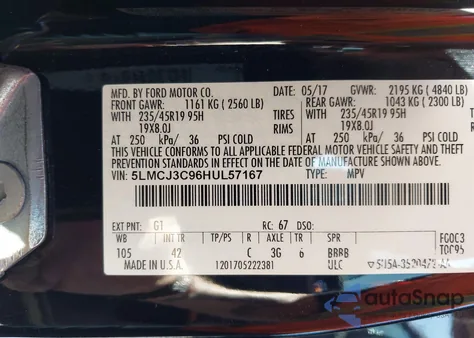 MFD. BY FORD MOTOR CO. 05/17 GVWR: 2195 KG ( 4840 LB)
FRONT GAWR: 1161 KG ( 2560 LB) REAR GAWR: 1043 KG ( 2300 LB)
WITH 235/45R19 95H TIRES WITH 235/45R19 95H
19X8.0J RIMS 19X8.0J
AT 250 kPa/ 36 PSI COLD AT 250 kPa/ 36 PSI COLD
THIS VEHICLE CONFORMS TO ALL APPLICABLE FEDERAL MOTOR VEHICLE SAFETY
AND THEFT PREVENTION STANDARDS IN EFFECT ON THE DATE OF MANUFACTURE SHOWN ABOVE.
VIN: 5LMCJ3C96HUL57167 TYPE: MPV
EXT PNT: G1 RC: 67 DSO:
WB INT TR TP/PS R AXLE TR SPR
105 42 C 3G 6 BBBB
MADE IN U.S.A. 1201705222381 ULC
autoSnap